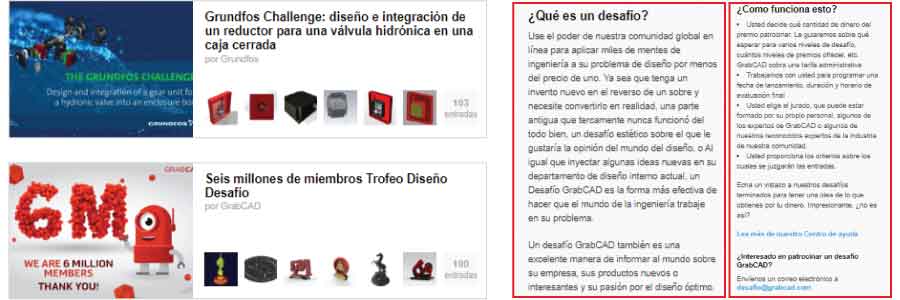 THE GRUNDFOS CHALLENGE
Design and integration of a gear unit fo
a hydronic valve into an enclosure bo
GRUNDFOS
Grundfos Challenge: diseño e integración de
un reductor para una válvula hidrónica en una
caja cerrada
por Grundfos
103
entradas
GRABCAD
6M
WE ARE 6 MILLION
MEMBERS
THANK YOU!
Seis millones de miembros Trofeo Diseño
Desafío
por GrabCAD
entradas
¿Qué es un desafío?
Use el poder de nuestra comunidad global en
línea para aplicar miles de mentes de
ingeniería a su problema de diseño por menos
del precio de uno. Ya sea que tenga un
invento nuevo en el reverso de un sobre y
necesite convertirlo en realidad, una parte
antigua que tercamente nunca funcionó del
todo bien, un desafío estético sobre el que le
gustaría la opinión del mundo del diseño, o Al
igual que inyectar algunas ideas nuevas en su
departamento de diseño interno actual, un
Desafío GrabCAD es la forma más efectiva de
hacer que el mundo de la ingeniería trabaje
en su problema.
Un desafío GrabCAD también es una
excelente manera de informar al mundo sobre
su empresa, sus productos nuevos o
interesantes y su pasión por el diseño óptimo.
¿Como funciona esto?
• Usted decide qué cantidad de dinero del
premio patrocinar. Le guiaremos sobre qué
esperar para varios niveles de desafío,
cuántos niveles de premios ofrecer, etc.
GrabCAD cobra una tarifa administrativa
• Trabajamos con usted para programar una
fecha de lanzamiento, duración y horario de
evaluación final
• Usted elige el jurado, que puede estar
formado por su propio personal, algunos de
los expertos de GrabCAD o algunos de
nuestros reconocidos expertos de la industria
de nuestra comunidad.
• Usted proporciona los criterios sobre los
cuales se juzgarán las entradas.
Echa un vistazo a nuestros desafíos
terminados para tener una idea de lo que
obtienes por tu dinero. Impresionante, ¿no es
así?
Lea más de nuestro Centro de ayuda
¿Interesado en patrocinar un desafío
GrabCAD?
Envíenos un correo electrónico a
desafio@grabcad.com